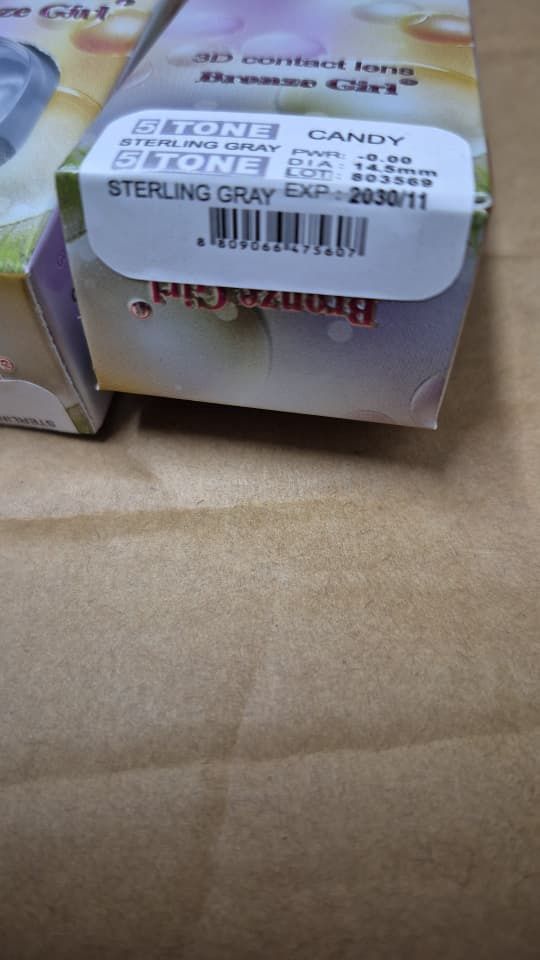 ze Girl®
3D contact lens
Bronze Girl®
5 TONE CANDY
STERLING GRAY PWR: -0.00
5 TONE DIA: 14.5mm
LOT: 803569
STERLING GRAY EXP: 2030/11
8 809066 475607
Bronze Girl®